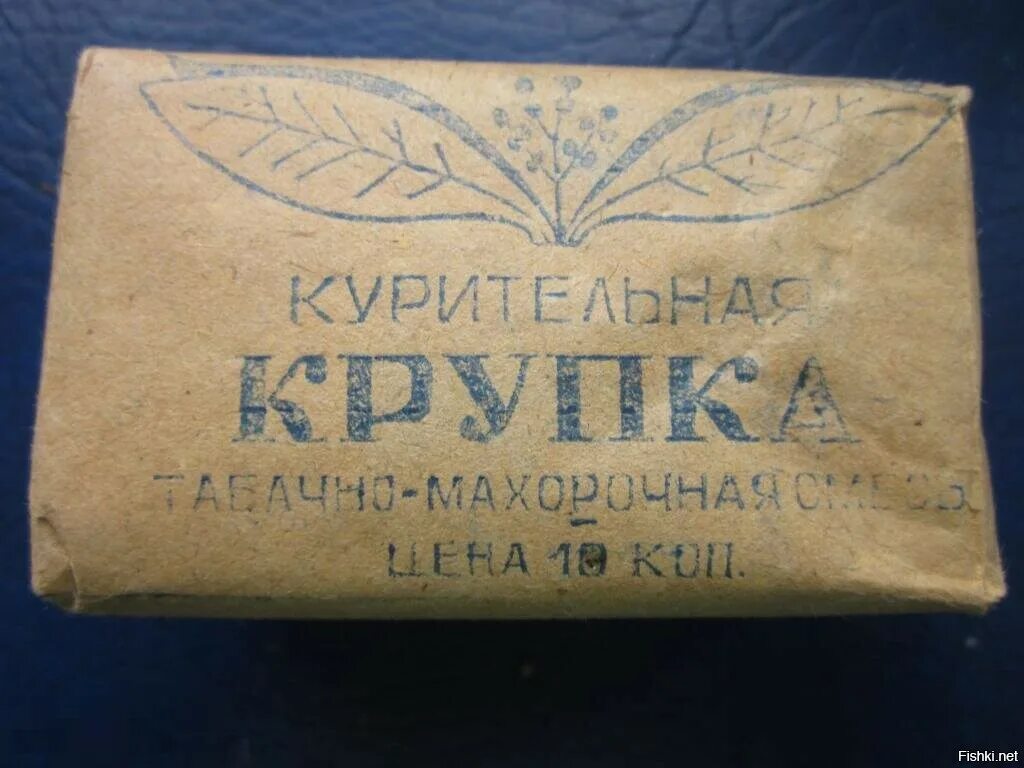 КУРИТЕЛЬНАЯ
КРУПКА
ТАБАЧНО-МАХОРОЧНАЯ СМЕСЬ
ЦЕНА 10 КОП.
Fishki.net